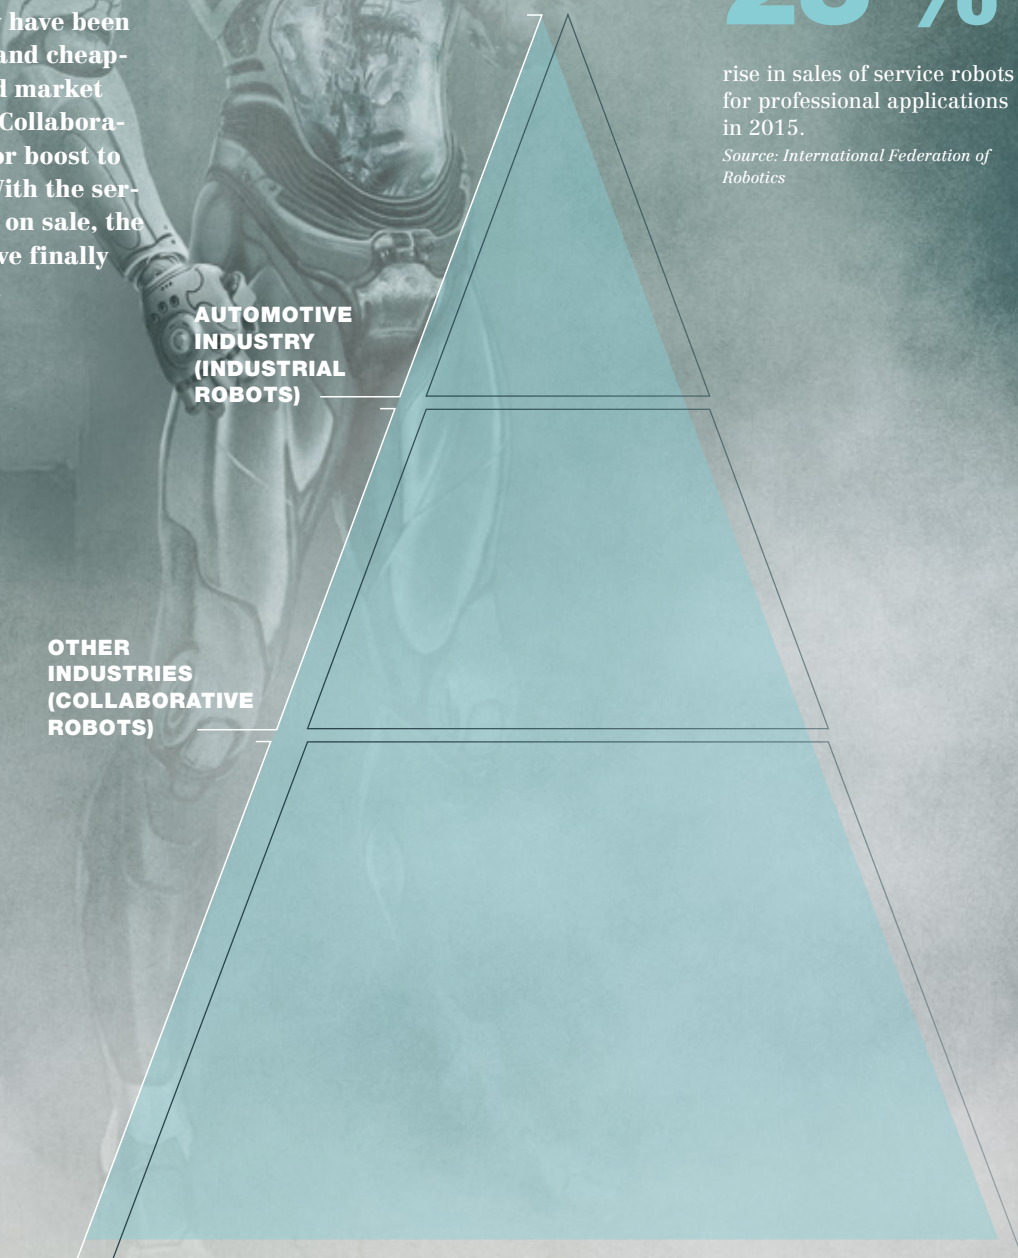 have been
and cheap-
market
Collabora-
boost to
With the ser-
on sale, the
finally
%
rise in sales of service robots
for professional applications
in 2015.
Source: International Federation of
Robotics
AUTOMOTIVE
INDUSTRY
(INDUSTRIAL
ROBOTS)
OTHER
INDUSTRIES
(COLLABORATIVE
ROBOTS)